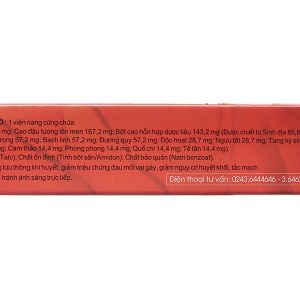 O: 1 viên nang cứng chứa:
mg; Cao đậu tương lên men 167,2 mg; Bột cao hỗn hợp dược liệu 143,2 mg (Được chiết từ Sinh địa 85,8
trọng 57,2 mg; Bạch linh 57,2 mg; Đương quy 57,2 mg; Độc hoạt 28,7 mg; Ngưu tất 28,7 mg; Tang ký sin
mg; Cam thảo 14,4 mg; Phòng phong 14,4 mg; Quế chi 14,4 mg; Tế tân 14,4 mg).
(Talc); Chất ổn định (Tinh bột sắn/Amidon); Chất bảo quản (Natri benzoat).
lưu thông khí huyết, giảm triệu chứng đau mỏi vai gáy, giảm nguy cơ huyết khối, tắc mạch.
tránh ánh sáng trực tiếp.
Điện thoại tư vấn: 0243.6444646 - 3.6462